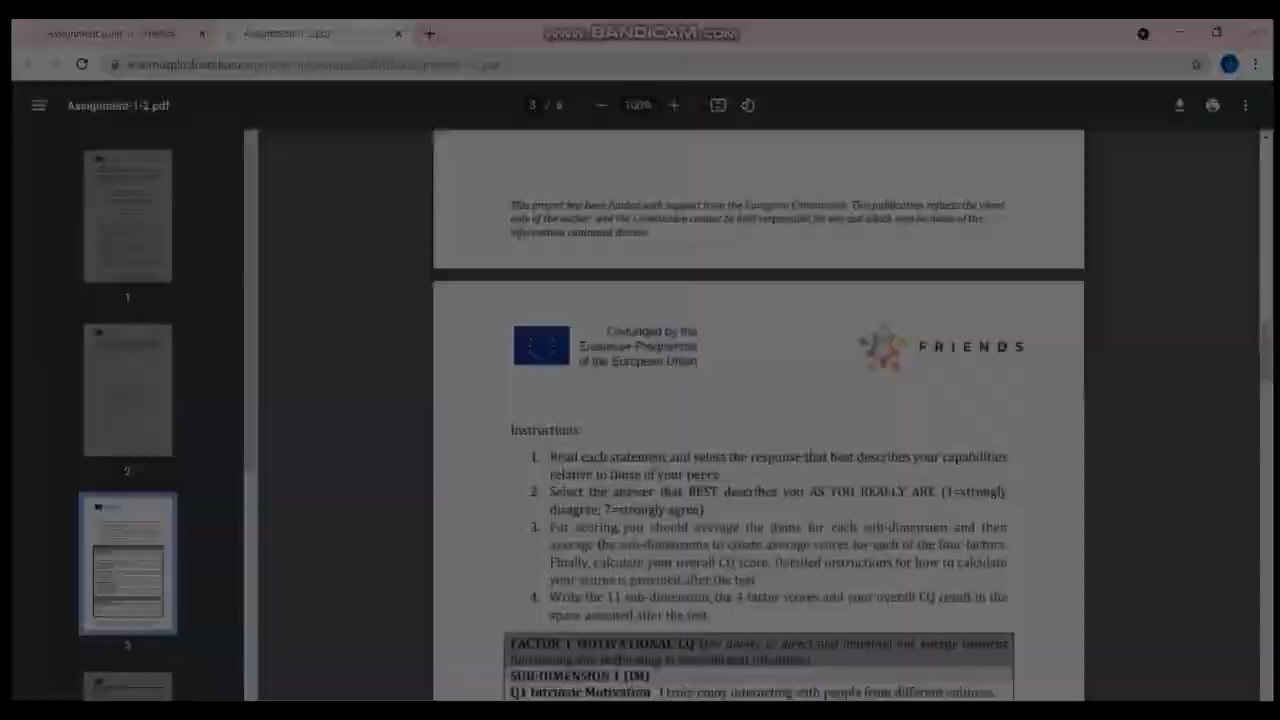 WWW.BANDICAM.COM
Assignment-1-2.pdf
Assignment-1-2.pdf
3 / 6
100%
This project has been funded with support from the European Commission. This publication reflects the views
only of the author, and the Commission cannot be held responsible for any use which may be made of the
information contained therein.
1
Co-funded by the
Erasmus+ Programme
of the European Union
FRIENDS
Instructions:
1. Read each statement and select the response that best describes your capabilities
relative to those of your peers.
2. Select the answer that BEST describes you AS YOU REALLY ARE (1=strongly
disagree; 7=strongly agree)
3. For scoring, you should average the items for each sub-dimension and then
average the sub-dimensions to create average scores for each of the four factors.
Finally, calculate your overall CQ score. Detailed instructions for how to calculate
your scores is provided after the test.
4. Write the 11 sub-dimension, the 4 factor scores and your overall CQ result in the
space assigned after the test.
2
3
FACTOR 1 MOTIVATIONAL CQ
SUB-DIMENSION 1 (IM)
Q1 Intrinsic Motivation I truly enjoy interacting with people from different cultures.